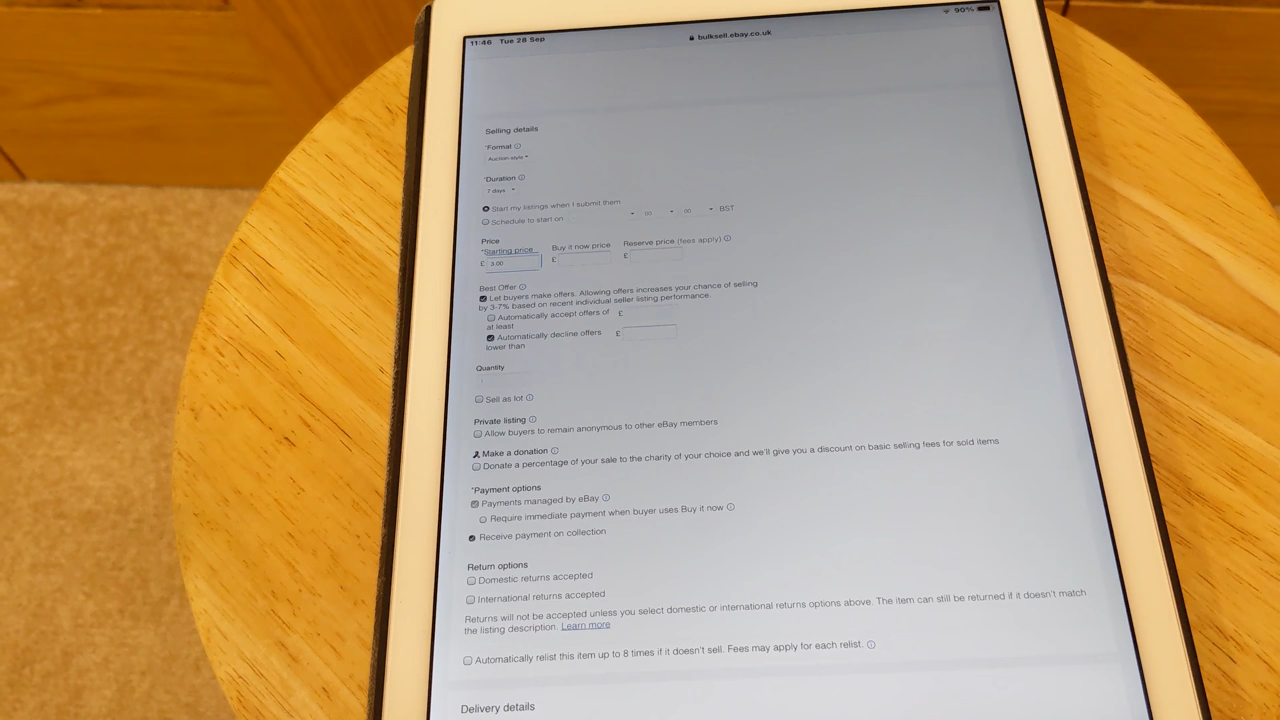 11:46 Tue 28 Sep
bulksell.ebay.co.uk
90%
Selling details
*Format
Auction-style
*Duration
7 days
Start my listings when I submit them
Schedule to start on 00 00 BST
Price
*Starting price Buy it now price Reserve price (fees apply)
£ 3.00 £ £
Best Offer
Let buyers make offers. Allowing offers increases your chance of selling
by 3-7% based on recent individual seller listing performance.
Automatically accept offers of £
at least
Automatically decline offers £
lower than
Quantity
1
Sell as lot
Private listing
Allow buyers to remain anonymous to other eBay members
Make a donation
Donate a percentage of your sale to the charity of your choice and we'll give you a discount on basic selling fees for sold items
*Payment options
Payments managed by eBay
Require immediate payment when buyer uses Buy it now
Receive payment on collection
Return options
Domestic returns accepted
International returns accepted
Returns will not be accepted unless you select domestic or international returns options above. The item can still be returned if it doesn't match
the listing description. Learn more
Automatically relist this item up to 8 times if it doesn't sell. Fees may apply for each relist.
Delivery details